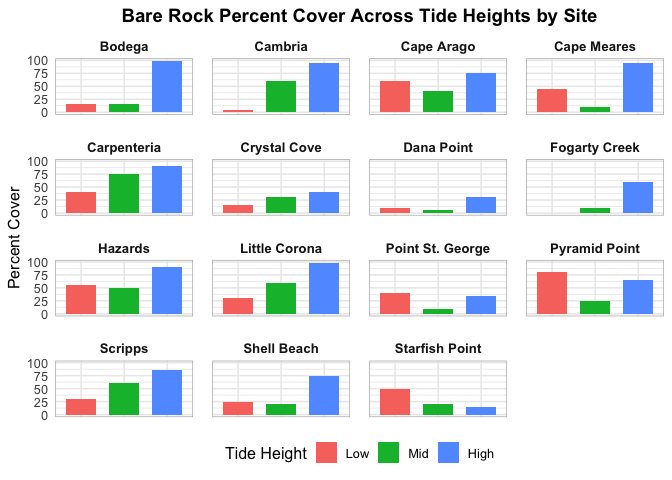 Bare Rock Percent Cover Across Tide Heights by Site
Bodega Cambria Cape Arago Cape Meares
100
75
50
25
0
Carpenteria Crystal Cove Dana Point Fogarty Creek
100
75
50
25
0
Percent Cover
Hazards Little Corona Point St. George Pyramid Point
100
75
50
25
0
Scripps Shell Beach Starfish Point
100
75
50
25
0
Tide Height Low Mid High